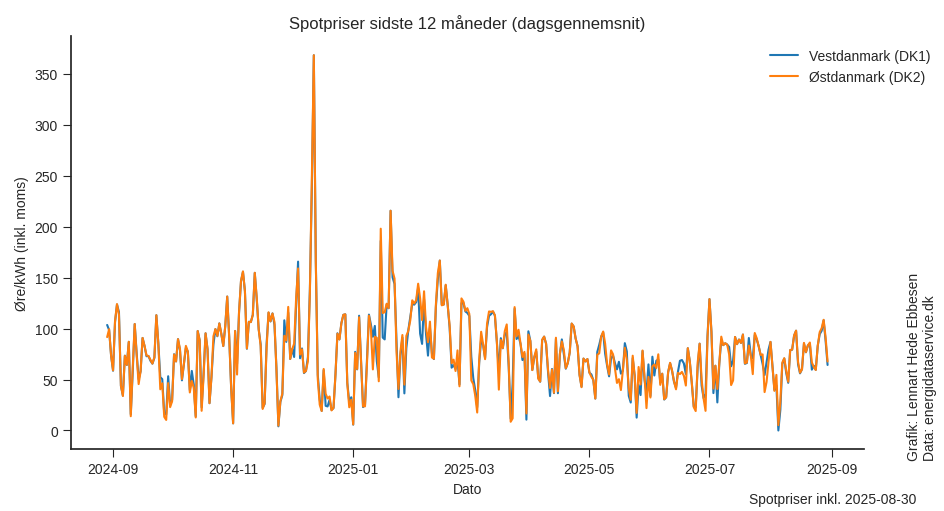 Spotpriser sidste 12 måneder (dagsgennemsnit)
Vestdanmark (DK1)
Østdanmark (DK2)
Øre/kWh (inkl. moms)
350
300
250
200
150
100
50
0
2024-09
2024-11
2025-01
2025-03
2025-05
2025-07
2025-09
Dato
Grafik: Lennart Hede Ebbesen
Data: energidataservice.dk
Spotpriser inkl. 2025-08-30